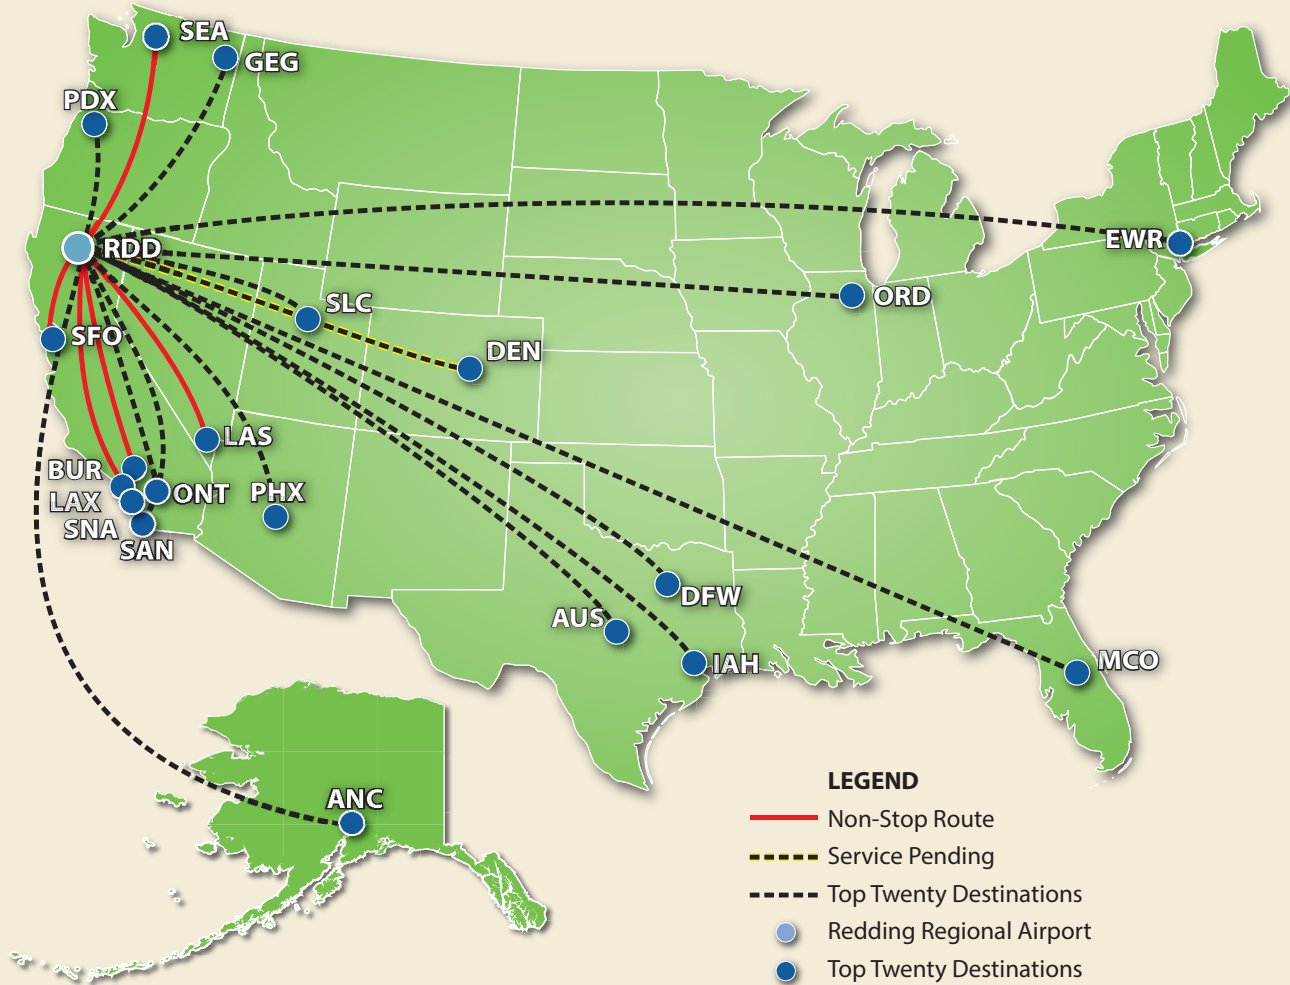 SEA
GEG
PDX
RDD
EWR
ORD
SLC
SFO
DEN
LAS
BUR
ONT
PHX
LAX
SNA
SAN
DFW
AUS
IAH
MCO
ANC
LEGEND
Non-Stop Route
Service Pending
Top Twenty Destinations
Redding Regional Airport
Top Twenty Destinations